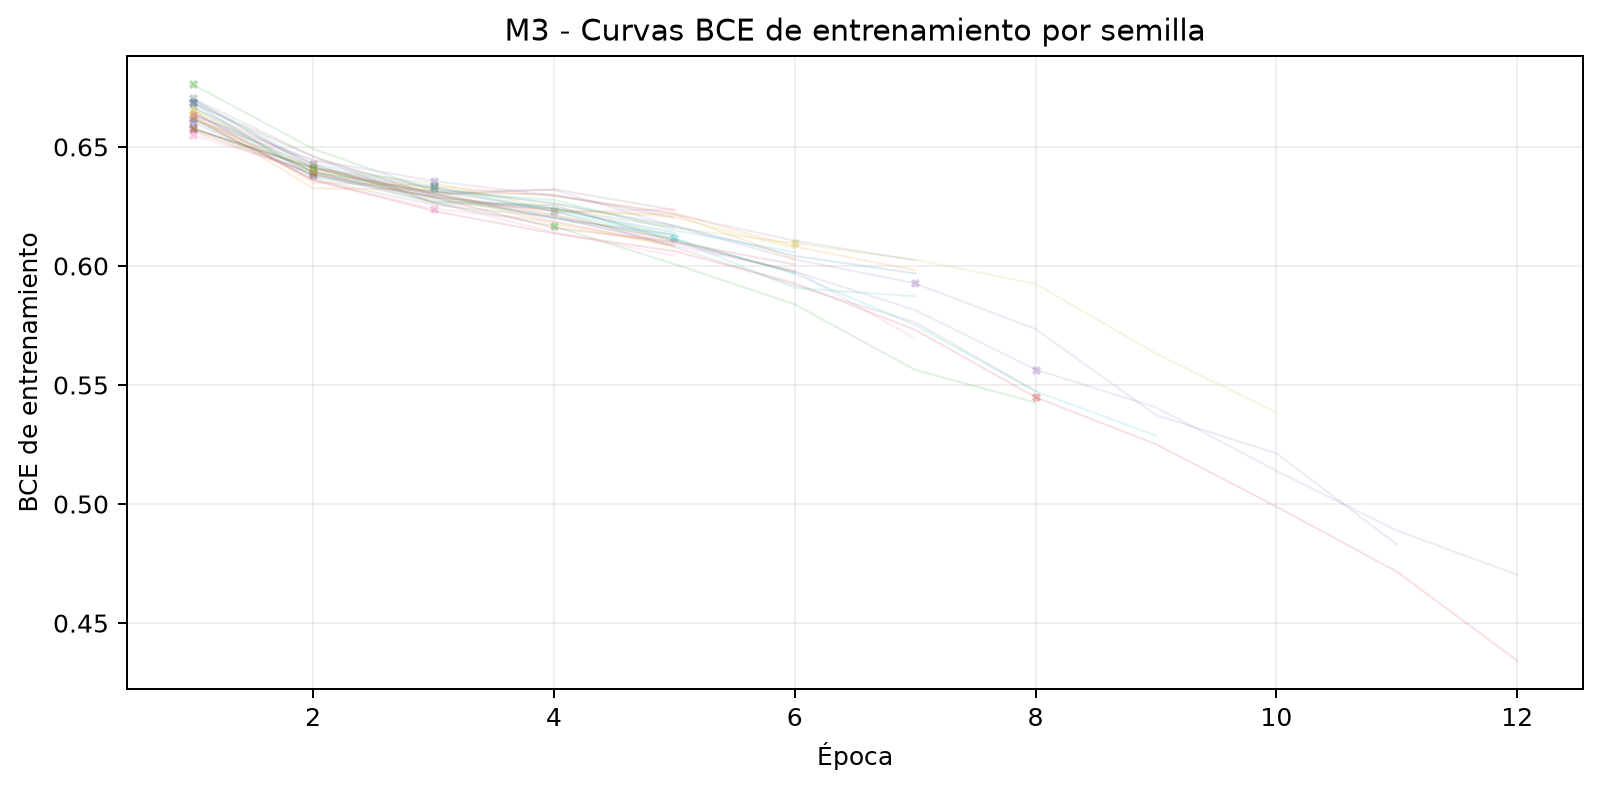 M3 - Curvas BCE de entrenamiento por semilla
BCE de entrenamiento
0.65
0.60
0.55
0.50
0.45
2 4 6 8 10 12
Época